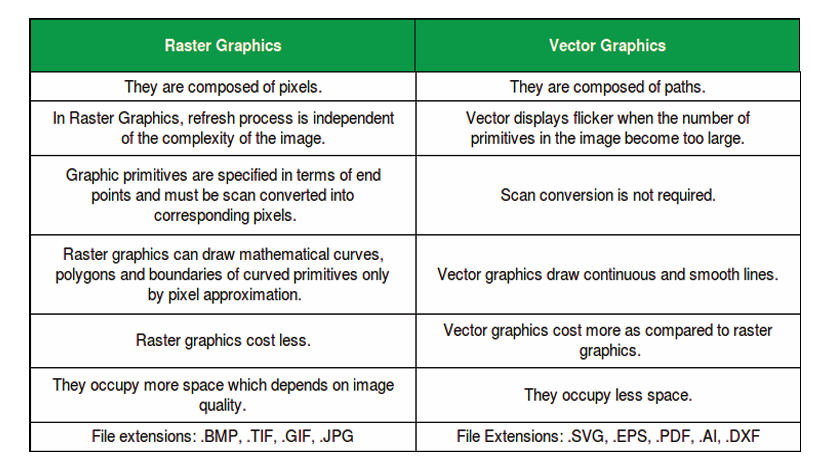 Raster Graphics
Vector Graphics
They are composed of pixels.
They are composed of paths.
In Raster Graphics, refresh process is independent
of the complexity of the image.
Vector displays flicker when the number of
primitives in the image become too large.
Graphic primitives are specified in terms of end
points and must be scan converted into
corresponding pixels.
Scan conversion is not required.
Raster graphics can draw mathematical curves,
polygons and boundaries of curved primitives only
by pixel approximation.
Vector graphics draw continuous and smooth lines.
Raster graphics cost less.
Vector graphics cost more as compared to raster
graphics.
They occupy more space which depends on image
quality.
They occupy less space.
File extensions: .BMP, .TIF, .GIF, .JPG
File Extensions: .SVG, .EPS, .PDF, .AI, .DXF